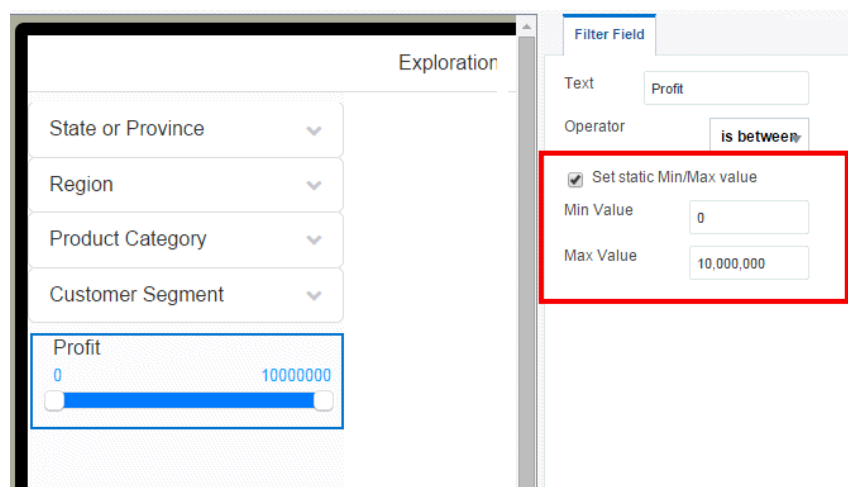 Exploration
State or Province
Region
Product Category
Customer Segment
Profit
0 10000000
Filter Field
Text Profit
Operator is between
Set static Min/Max value
Min Value 0
Max Value 10,000,000